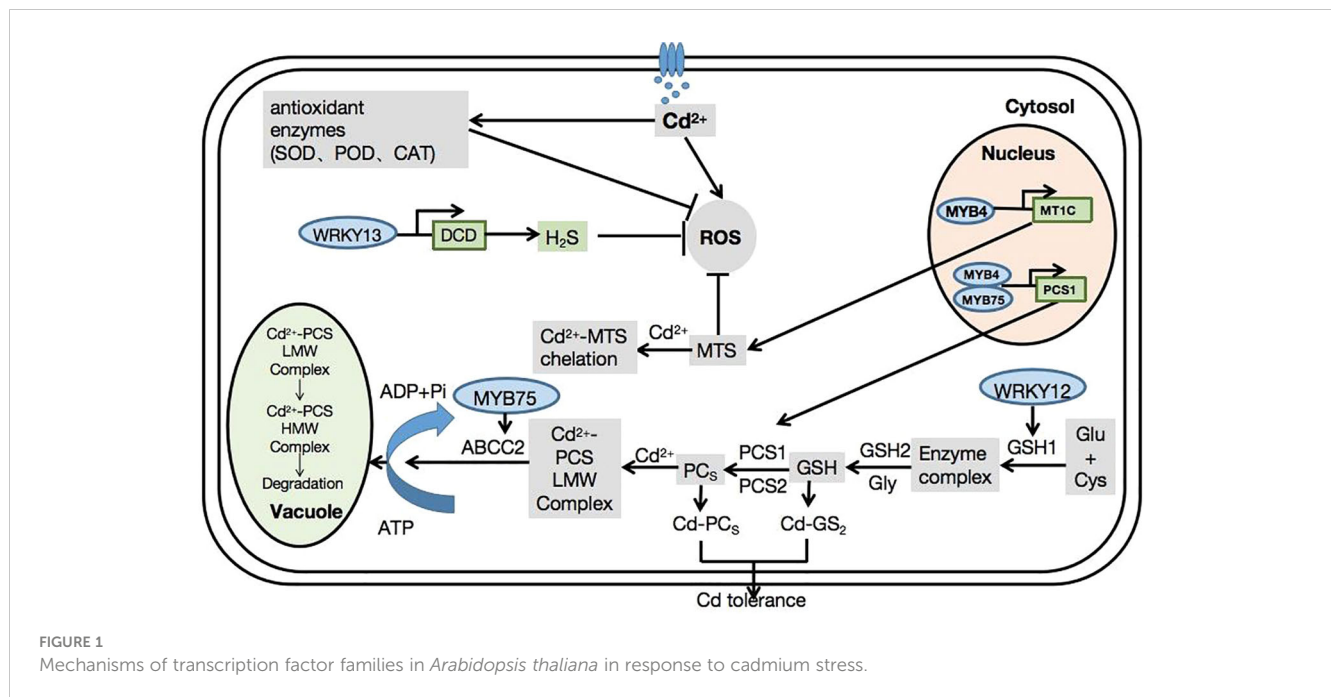 antioxidant
enzymes
(SOD、POD、CAT)
Cd²⁺
Cytosol
Nucleus
MYB4
MT1C
MYB4
MYB75
PCS1
WRKY13
DCD
H₂S
ROS
Cd²⁺-MTS
chelation
Cd²⁺
MTS
Cd²⁺-PCS
LMW
Complex
Cd²⁺-PCS
HMW
Complex
Degradation
Vacuole
ADP+Pi
ATP
MYB75
ABCC2
Cd²⁺-
PCS
LMW
Complex
Cd²⁺
PCₛ
PCS1
PCS2
GSH
GSH2
Gly
Enzyme
complex
WRKY12
GSH1
Glu
+
Cys
Cd-PCₛ
Cd-GS₂
Cd tolerance
FIGURE 1
Mechanisms of transcription factor families in Arabidopsis thaliana in response to cadmium stress.